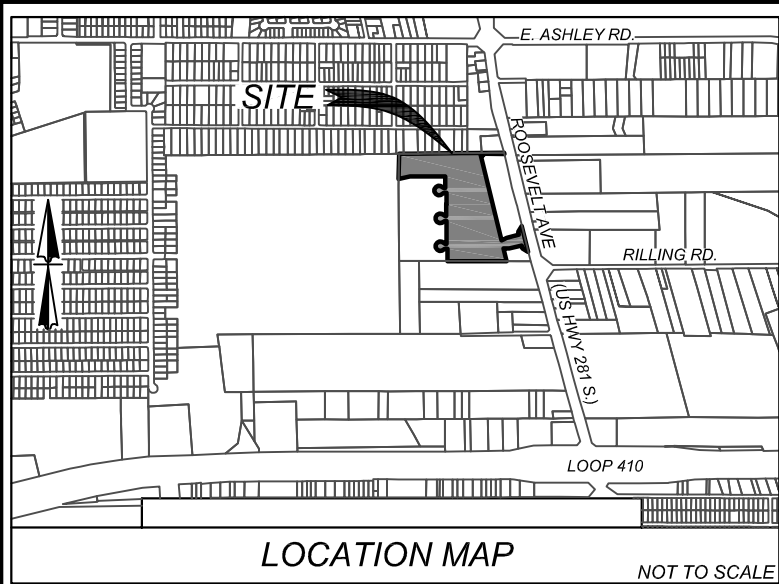 E. ASHLEY RD.
SITE
ROOSEVELT AVE
RILLING RD.
(US HWY 281 S.)
LOOP 410
LOCATION MAP
NOT TO SCALE